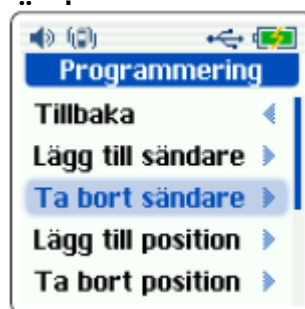 Programmering
Tillbaka
Lägg till sändare
Ta bort sändare
Lägg till position
Ta bort position